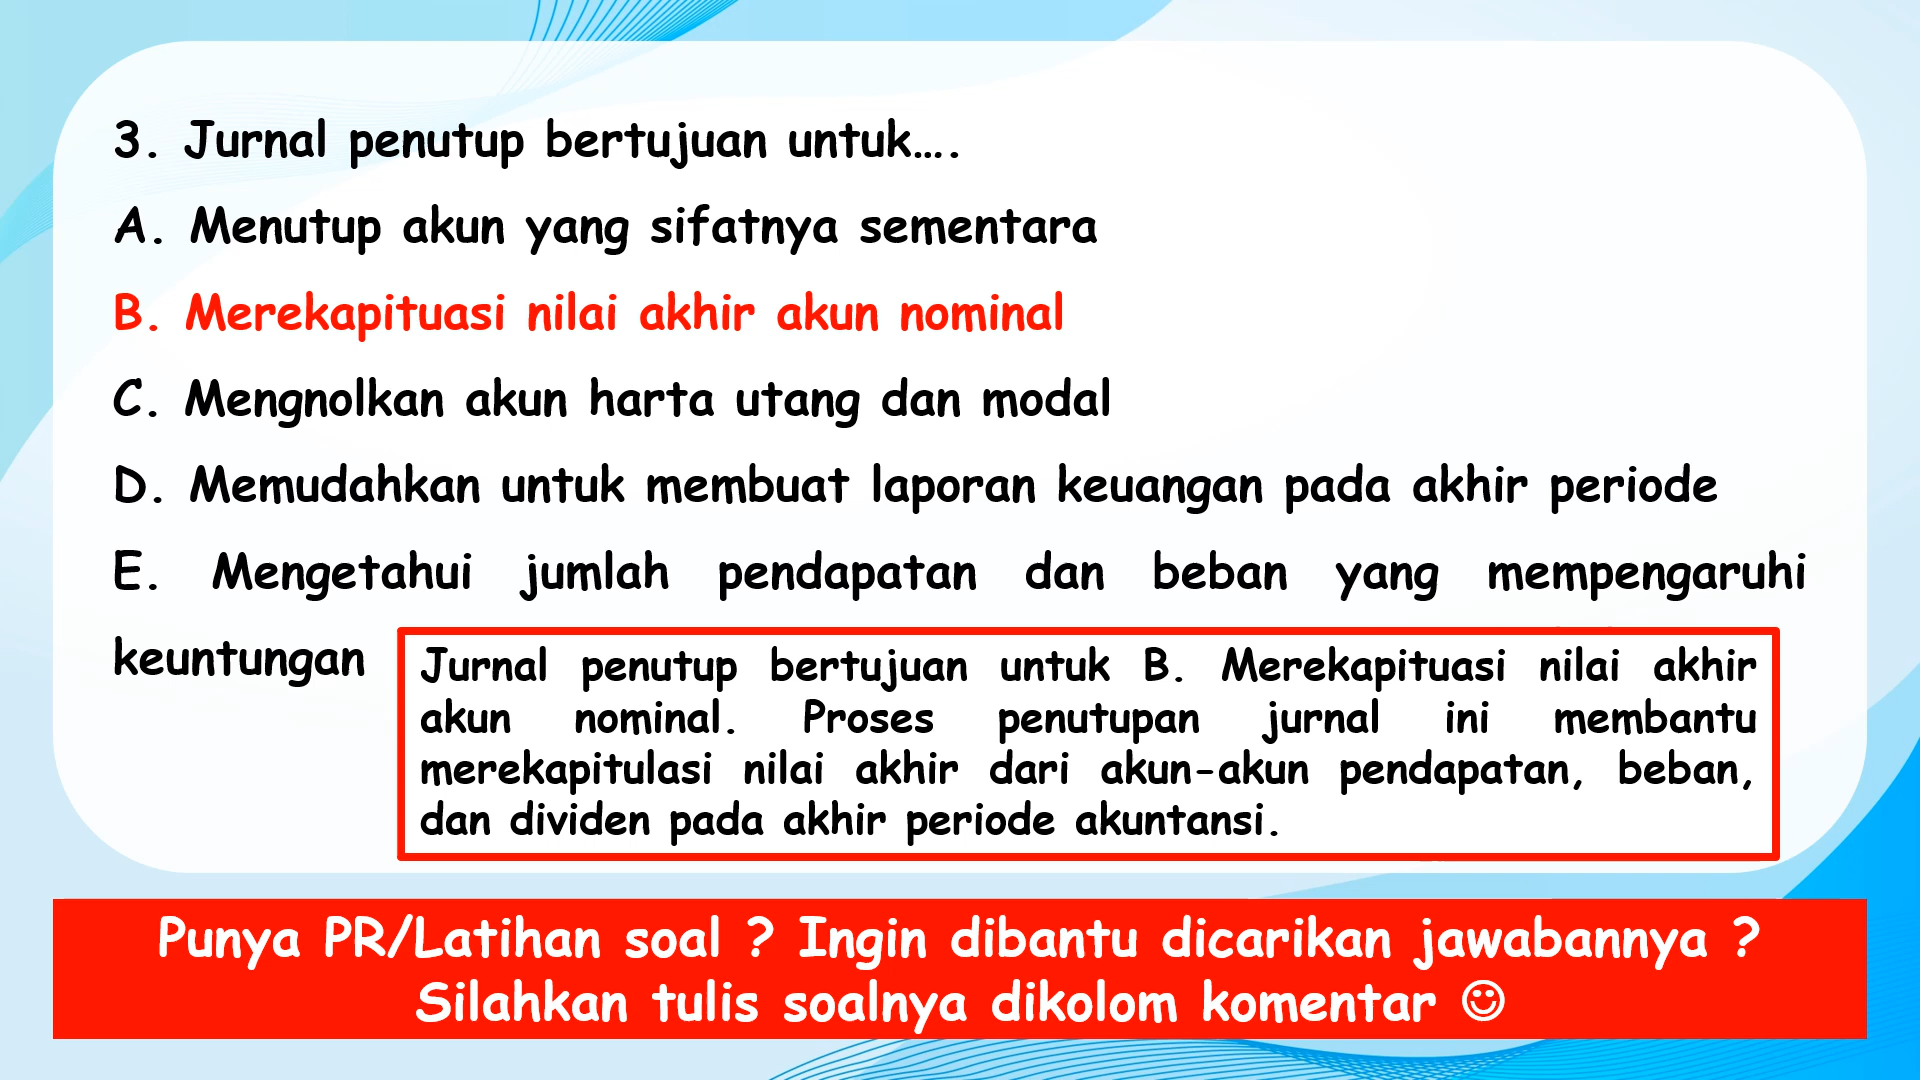 3. Jurnal penutup bertujuan untuk….
A. Menutup akun yang sifatnya sementara
B. Merekapituasi nilai akhir akun nominal
C. Mengnolkan akun harta utang dan modal
D. Memudahkan untuk membuat laporan keuangan pada akhir periode
E. Mengetahui jumlah pendapatan dan beban yang mempengaruhi
keuntungan
Jurnal penutup bertujuan untuk B. Merekapituasi nilai akhir
akun nominal. Proses penutupan jurnal ini membantu
merekapitulasi nilai akhir dari akun-akun pendapatan, beban,
dan dividen pada akhir periode akuntansi.
Punya PR/Latihan soal ? Ingin dibantu dicarikan jawabannya ?
Silahkan tulis soalnya dikolom komentar ☺